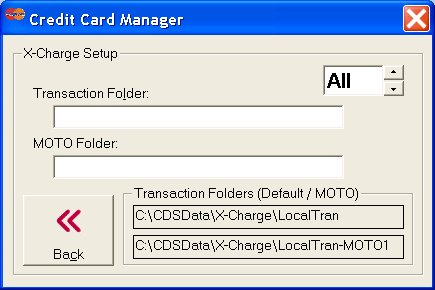 Credit Card Manager
X-Charge Setup
All
Transaction Folder:
MOTO Folder:
Transaction Folders (Default / MOTO)
C:\CDSData\X-Charge\LocalTran
C:\CDSData\X-Charge\LocalTran-MOTO1
Back